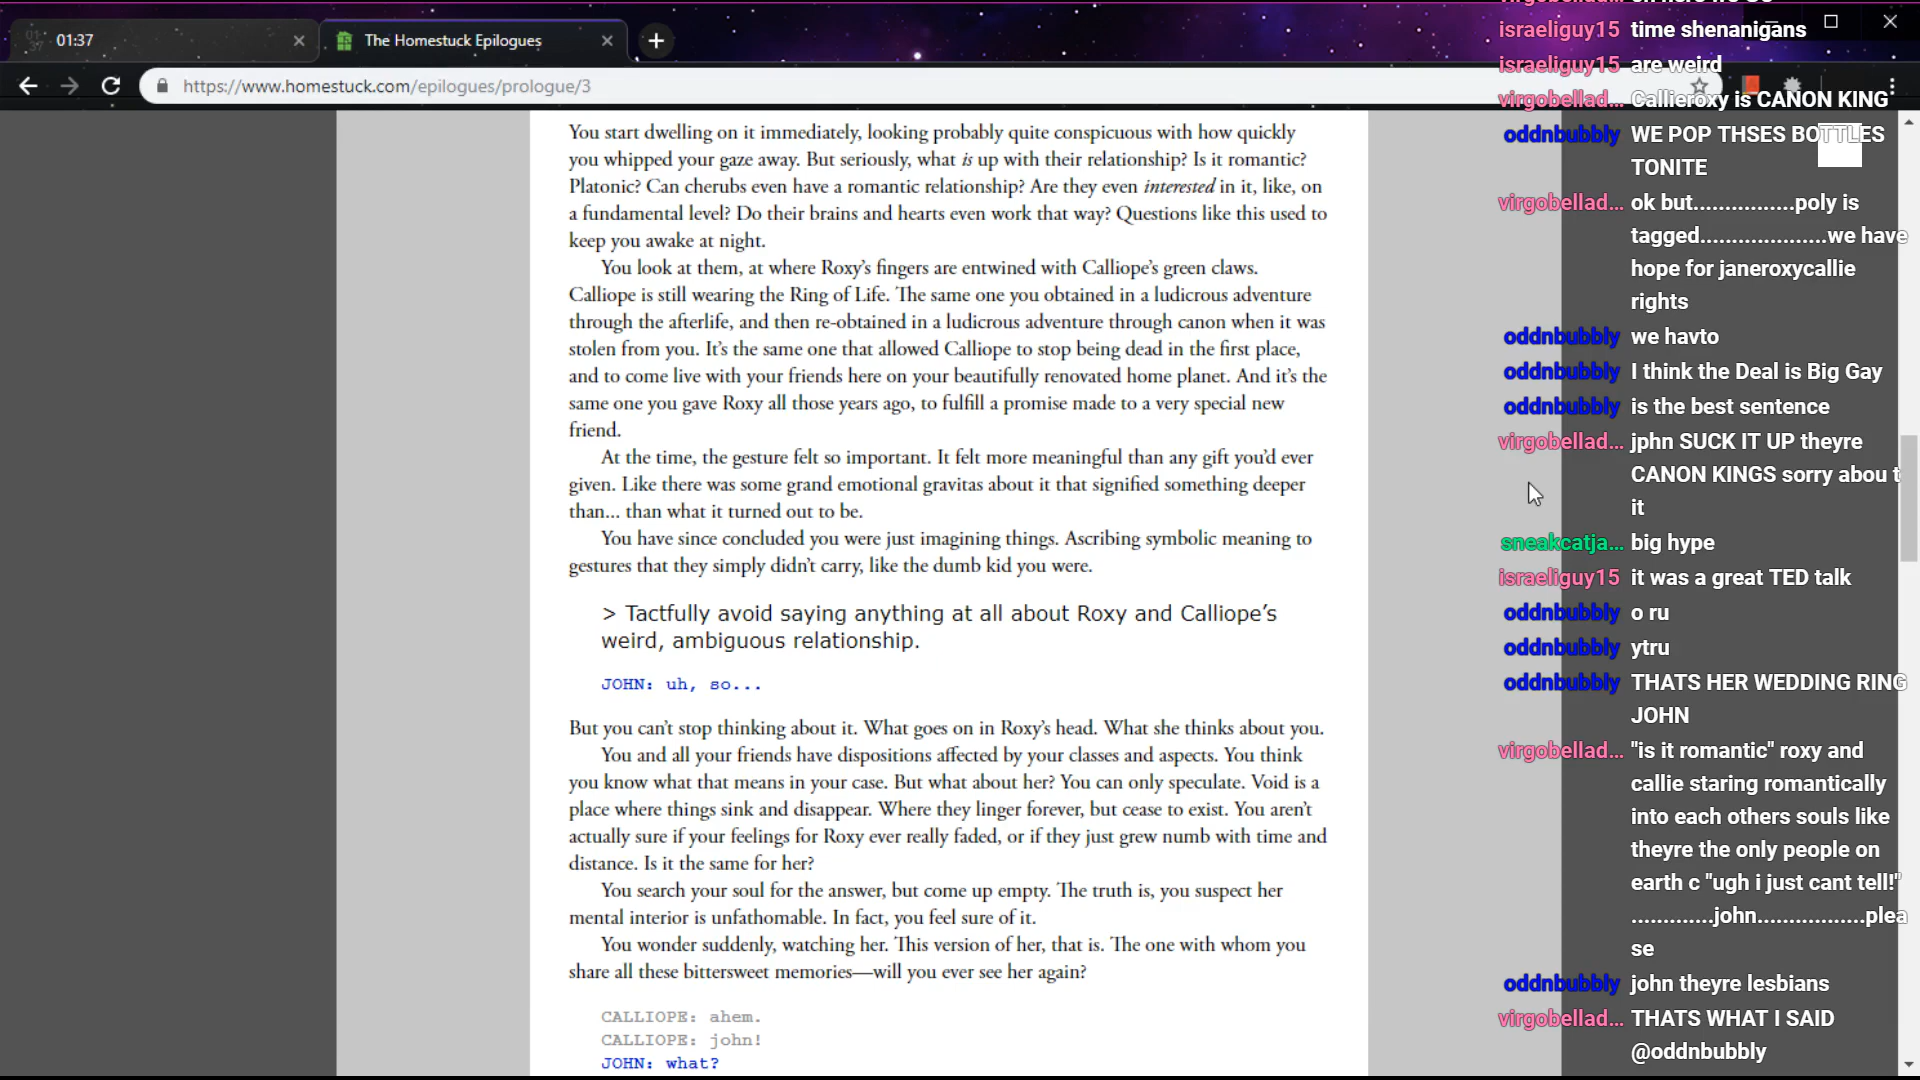 01:37
The Homestuck Epilogues
https://www.homestuck.com/epilogues/prologue/3
You start dwelling on it immediately, looking probably quite conspicuous with how quickly
you whipped your gaze away. But seriously, what is up with their relationship? Is it romantic?
Platonic? Can cherubs even have a romantic relationship? Are they even interested in it, like, on
a fundamental level? Do their brains and hearts even work that way? Questions like this used to
keep you awake at night.
You look at them, at where Roxy’s fingers are entwined with Calliope’s green claws.
Calliope is still wearing the Ring of Life. The same one you obtained in a ludicrous adventure
through the afterlife, and then re-obtained in a ludicrous adventure through canon when it was
stolen from you. It’s the same one that allowed Calliope to stop being dead in the first place,
and to come live with your friends here on your beautifully renovated home planet. And it’s the
same one you gave Roxy all those years ago, to fulfill a promise made to a very special new
friend.
At the time, the gesture felt so important. It felt more meaningful than any gift you’d ever
given. Like there was some grand emotional gravitas about it that signified something deeper
than... than what it turned out to be.
You have since concluded you were just imagining things. Ascribing symbolic meaning to
gestures that they simply didn’t carry, like the dumb kid you were.
> Tactfully avoid saying anything at all about Roxy and Calliope’s
weird, ambiguous relationship.
JOHN: uh, so...
But you can’t stop thinking about it. What goes on in Roxy’s head. What she thinks about you.
You and all your friends have dispositions affected by your classes and aspects. You think
you know what that means in your case. But what about her? You can only speculate. Void is a
place where things sink and disappear. Where they linger forever, but cease to exist. You aren’t
actually sure if your feelings for Roxy ever really faded, or if they just grew numb with time and
distance. Is it the same for her?
You search your soul for the answer, but come up empty. The truth is, you suspect her
mental interior is unfathomable. In fact, you feel sure of it.
You wonder suddenly, watching her. This version of her, that is. The one with whom you
share all these bittersweet memories—will you ever see her again?
CALLIOPE: ahem.
CALLIOPE: john!
JOHN: what?
israeliguy15 time shenanigans
israeliguy15 are weird
virgobellad... Callieroxy is CANON KING
oddnbubbly WE POP THSES BOTTLES
TONITE
virgobellad... ok but................poly is
tagged....................we have
hope for janeroxycallie
rights
oddnbubbly we havto
oddnbubbly I think the Deal is Big Gay
oddnbubbly is the best sentence
virgobellad... jphn SUCK IT UP theyre
CANON KINGS sorry abou t
it
sneakcatja... big hype
israeliguy15 it was a great TED talk
oddnbubbly o ru
oddnbubbly ytru
oddnbubbly THATS HER WEDDING RING
JOHN
virgobellad... "is it romantic" roxy and
callie staring romantically
into each others souls like
theyre the only people on
earth c "ugh i just cant tell!"
.............john.................plea
se
oddnbubbly john theyre lesbians
virgobellad... THATS WHAT I SAID
@oddnbubbly